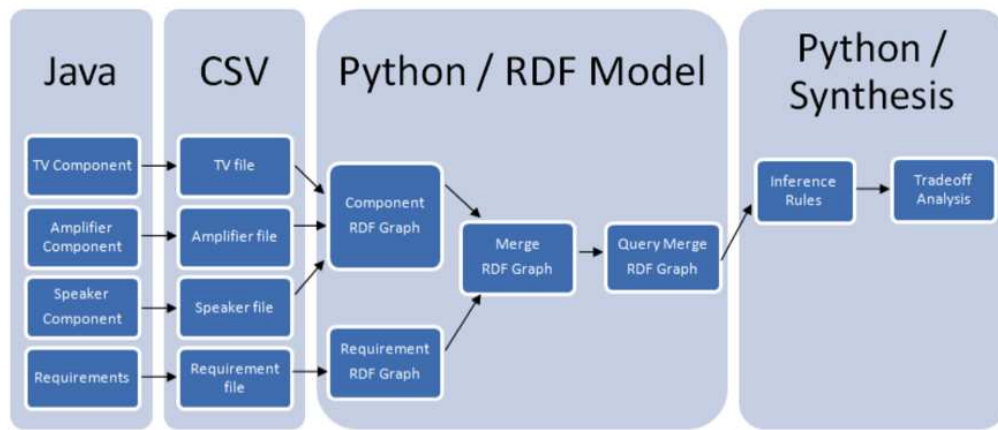 Java
CSV
Python / RDF Model
Python /
Synthesis
TV Component
TV file
Component
RDF Graph
Inference
Rules
Tradeoff
Analysis
Amplifier
Component
Amplifier file
Merge
RDF Graph
Query Merge
RDF Graph
Speaker
Component
Speaker file
Requirements
Requirement
file
Requirement
RDF Graph